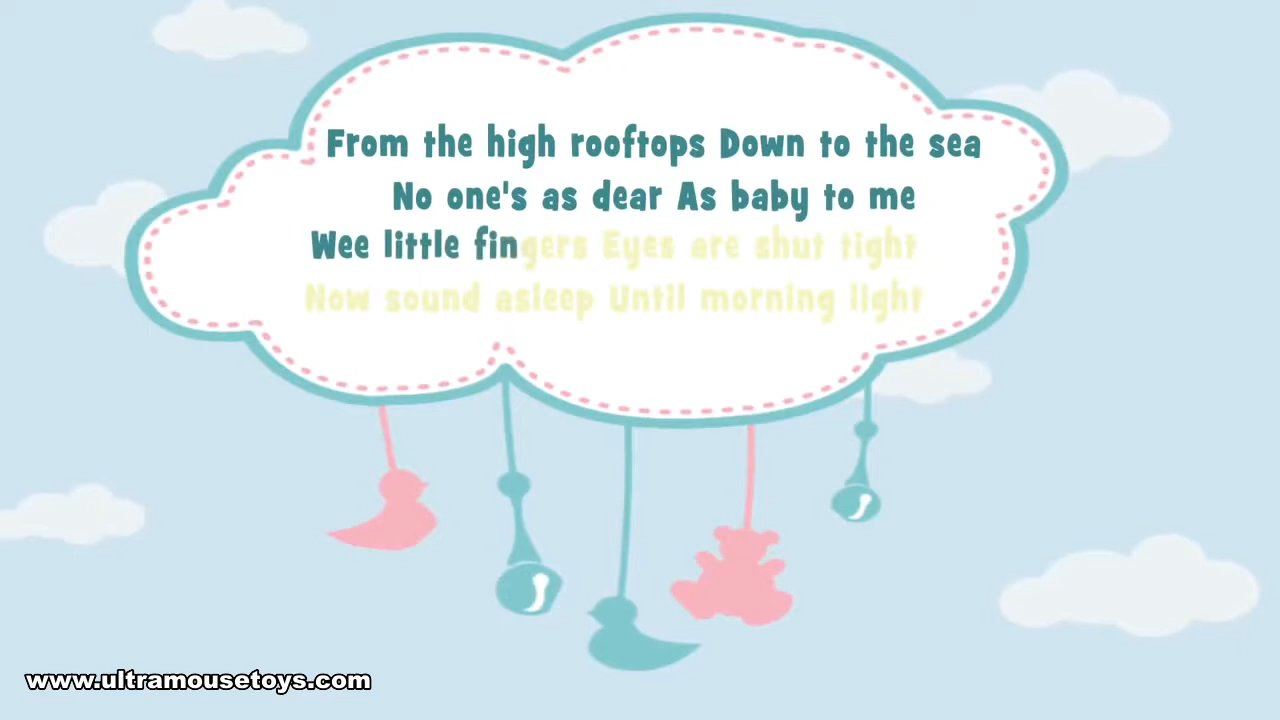 From the high rooftops Down to the sea
No one's as dear As baby to me
Wee little fingers Eyes are shut tight
Now sound asleep Until morning light
www.ultramousetoys.com